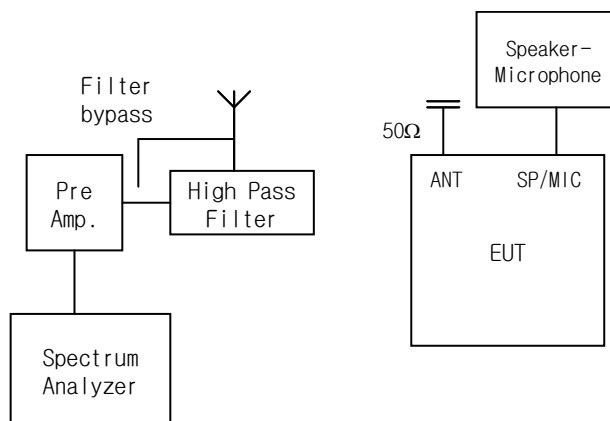 Filter
bypass
Pre
Amp.
High Pass
Filter
Spectrum
Analyzer
Speaker-
Microphone
50Ω
ANT SP/MIC
EUT